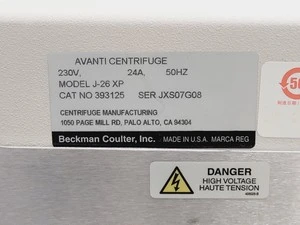 AVANTI CENTRIFUGE
230V, 24A, 50HZ
MODEL J-26 XP
CAT NO 393125 SER JXS07G08
CENTRIFUGE MANUFACTURING
1050 PAGE MILL RD, PALO ALTO, CA 94304
Beckman Coulter, Inc. MADE IN U.S.A. MARCA REG
DANGER
HIGH VOLTAGE
HAUTE TENSION